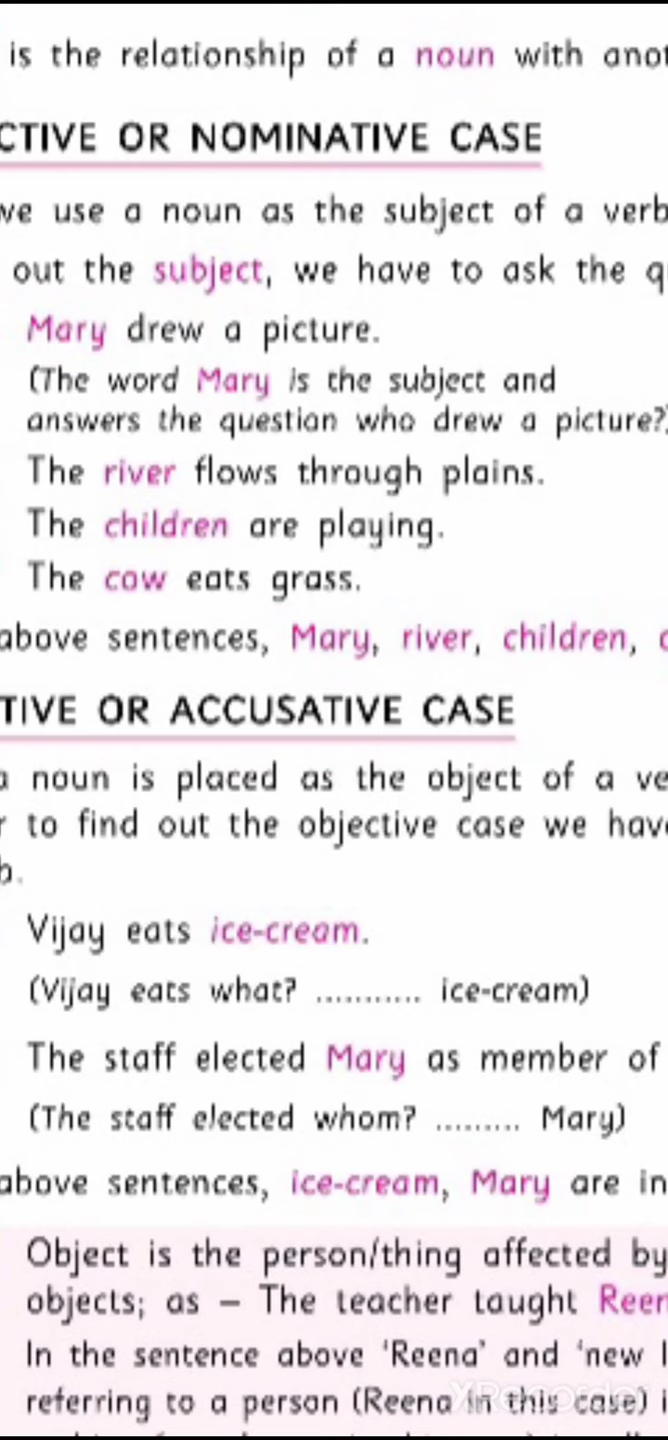 is the relationship of a noun with anot
CTIVE OR NOMINATIVE CASE
we use a noun as the subject of a verb
out the subject, we have to ask the q
Mary drew a picture.
(The word Mary is the subject and
answers the question who drew a picture?)
The river flows through plains.
The children are playing.
The cow eats grass.
above sentences, Mary, river, children, c
TIVE OR ACCUSATIVE CASE
a noun is placed as the object of a ve
r to find out the objective case we have
b.
Vijay eats ice-cream.
(Vijay eats what? ........... ice-cream)
The staff elected Mary as member of
(The staff elected whom? ......... Mary)
above sentences, ice-cream, Mary are in
Object is the person/thing affected by
objects; as – The teacher taught Reen
In the sentence above 'Reena' and 'new l
referring to a person (Reena in this case) i
XRecorder